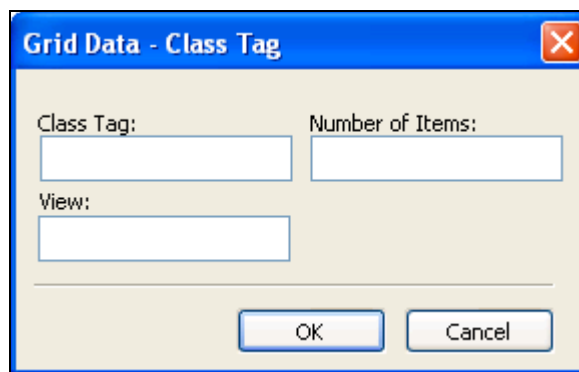 Grid Data - Class Tag
Class Tag: Number of Items:
View:
OK Cancel